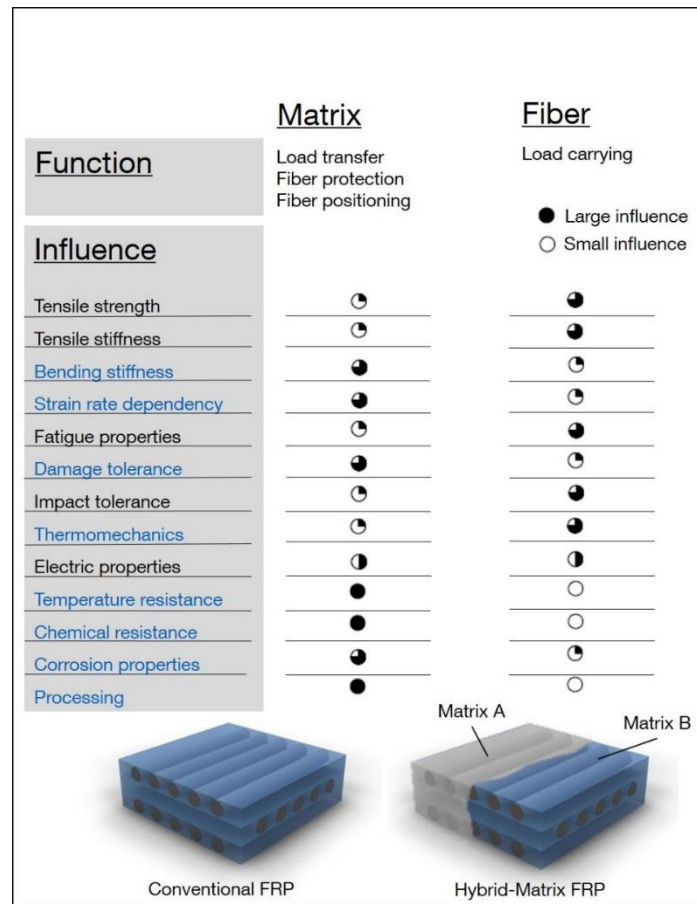 Matrix
Fiber
Function
Load transfer
Fiber protection
Fiber positioning
Load carrying
Large influence
Small influence
Influence
Tensile strength
Tensile stiffness
Bending stiffness
Strain rate dependency
Fatigue properties
Damage tolerance
Impact tolerance
Thermomechanics
Electric properties
Temperature resistance
Chemical resistance
Corrosion properties
Processing
Matrix A
Matrix B
Conventional FRP
Hybrid-Matrix FRP